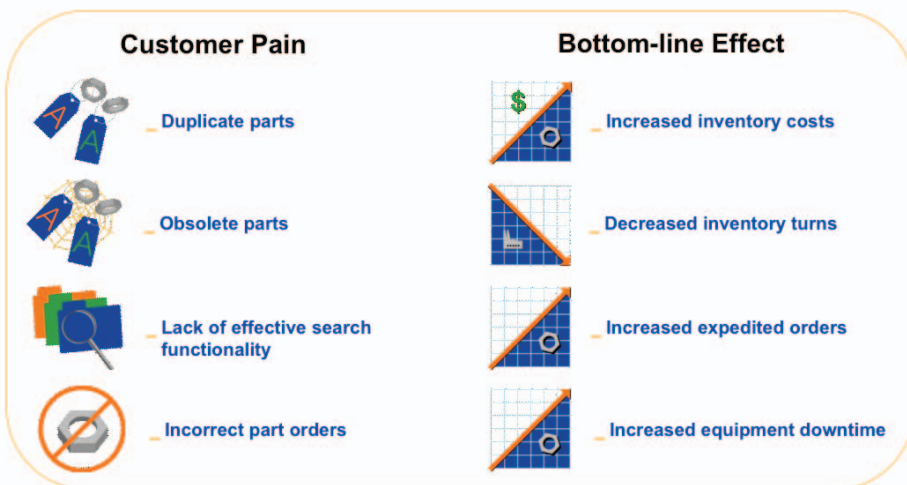 Customer Pain
Bottom-line Effect
A
A
Duplicate parts
$
Increased inventory costs
A
A
Obsolete parts
Decreased inventory turns
Lack of effective search
functionality
Increased expedited orders
Incorrect part orders
Increased equipment downtime